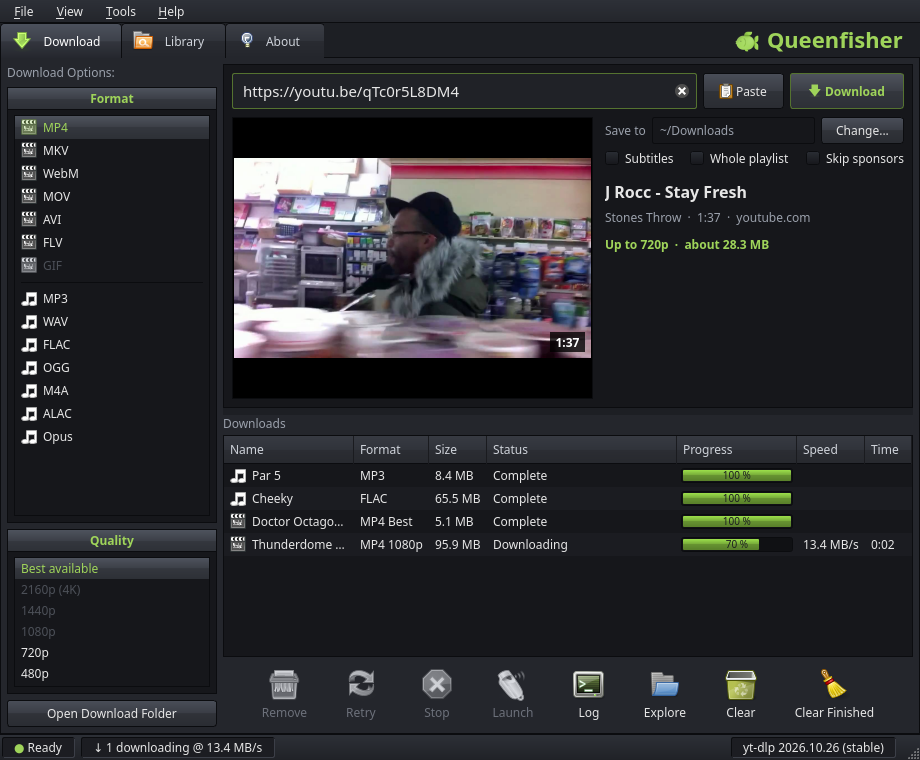 File View Tools Help
Download Library About Queenfisher
Download Options:
Format
MP4
MKV
WebM
MOV
AVI
FLV
GIF
MP3
WAV
FLAC
OGG
M4A
ALAC
Opus
Quality
Best available
2160p (4K)
1440p
1080p
720p
480p
Open Download Folder
https://youtu.be/qTc0r5L8DM4 Paste Download
Save to ~/Downloads Change...
Subtitles Whole playlist Skip sponsors
J Rocc - Stay Fresh
Stones Throw · 1:37 · youtube.com
Up to 720p · about 28.3 MB
1:37
Downloads
Name Format Size Status Progress Speed Time
Par 5 MP3 8.4 MB Complete 100 %
Cheeky FLAC 65.5 MB Complete 100 %
Doctor Octago... MP4 Best 5.1 MB Complete 100 %
Thunderdome ... MP4 1080p 95.9 MB Downloading 70 % 13.4 MB/s 0:02
Remove Retry Stop Launch Log Explore Clear Clear Finished
Ready ↓ 1 downloading @ 13.4 MB/s yt-dlp 2026.10.26 (stable)